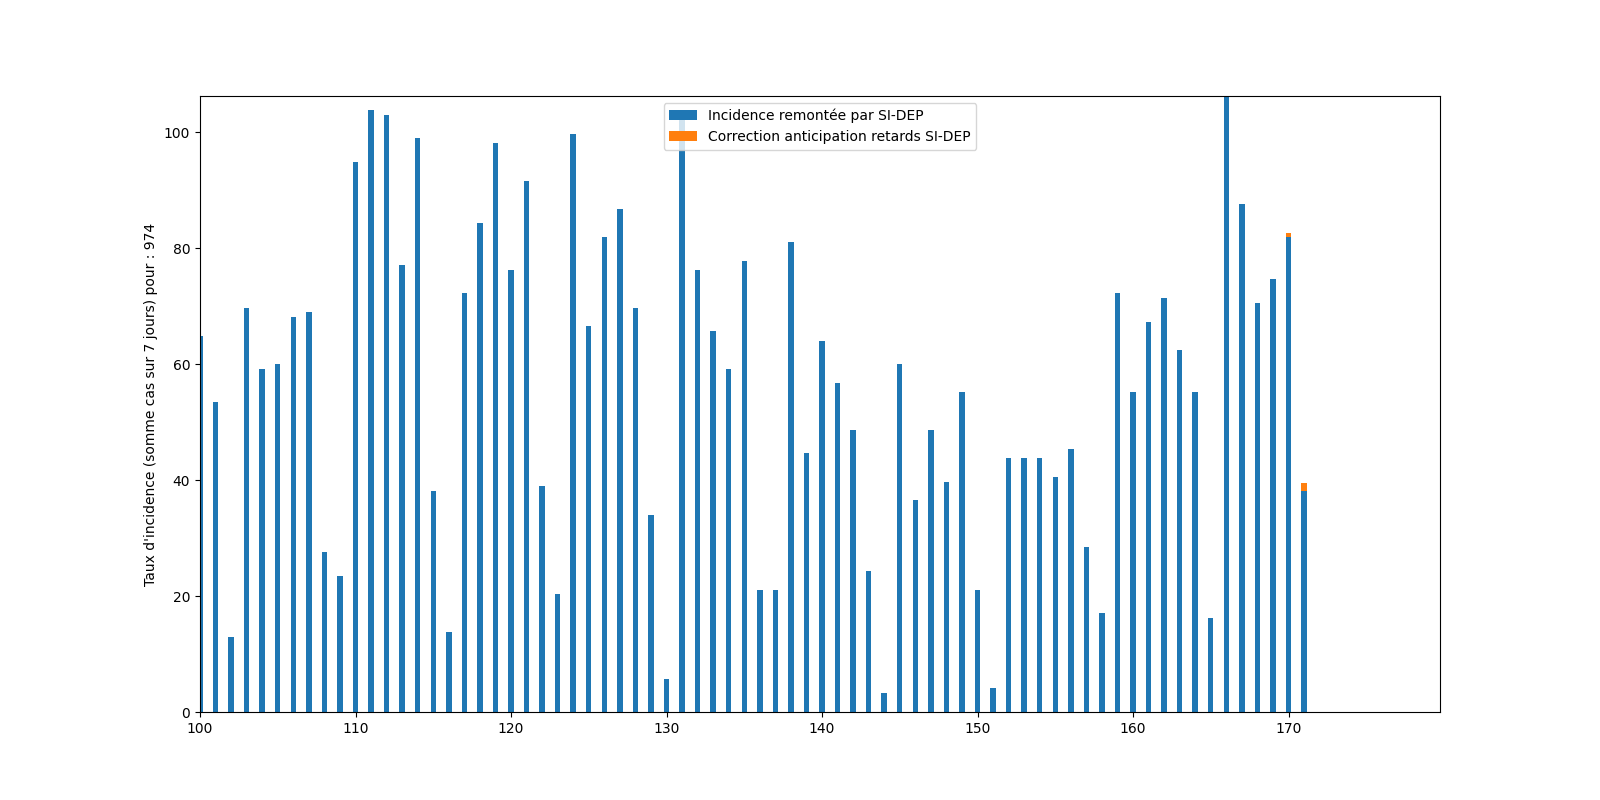 Incidence remontée par SI-DEP
Correction anticipation retards SI-DEP
Taux d'incidence (somme cas sur 7 jours) pour : 974
100
80
60
40
20
0
100 110 120 130 140 150 160 170